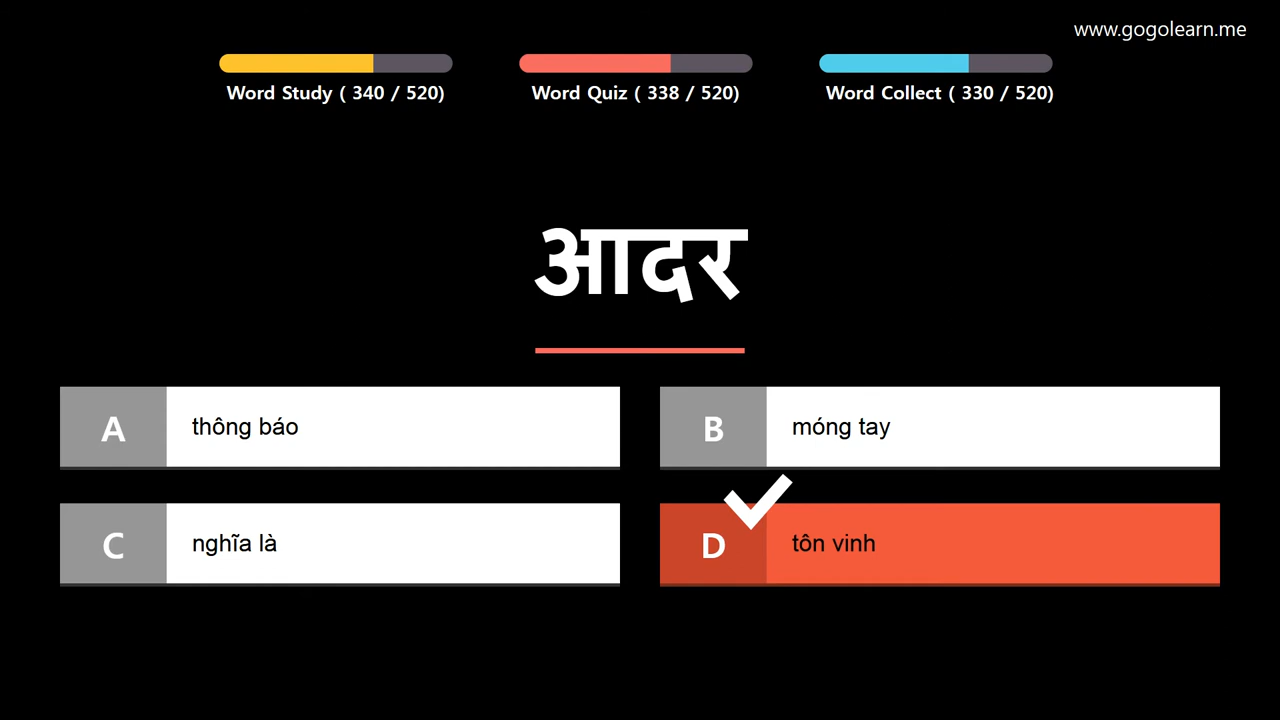 www.gogolearn.me
Word Study ( 340 / 520)
Word Quiz ( 338 / 520)
Word Collect ( 330 / 520)
आदर
A thông báo
B móng tay
C nghĩa là
D tôn vinh